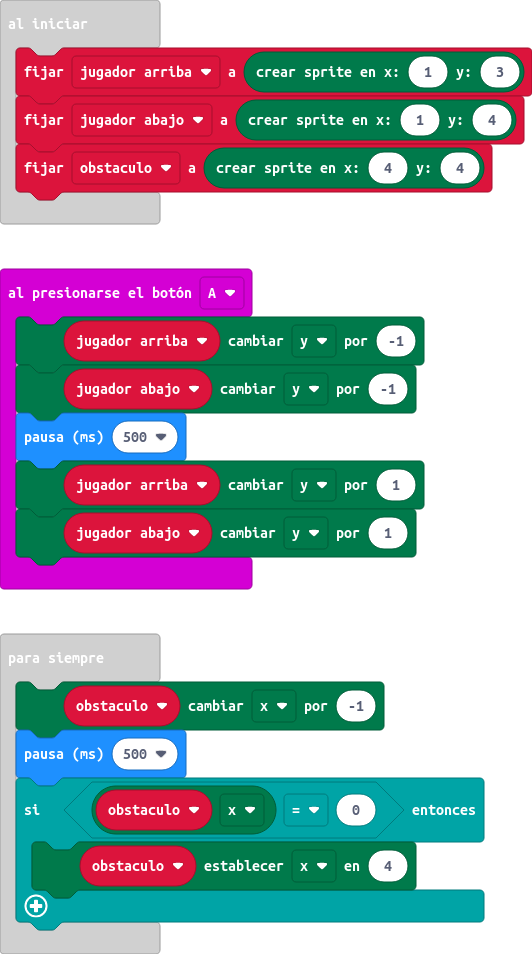 al iniciar
fijar jugador arriba a crear sprite en x: 1 y: 3
fijar jugador abajo a crear sprite en x: 1 y: 4
fijar obstaculo a crear sprite en x: 4 y: 4
al presionarse el botón A
jugador arriba cambiar y por -1
jugador abajo cambiar y por -1
pausa (ms) 500
jugador arriba cambiar y por 1
jugador abajo cambiar y por 1
para siempre
obstaculo cambiar x por -1
pausa (ms) 500
si obstaculo x = 0 entonces
obstaculo establecer x en 4